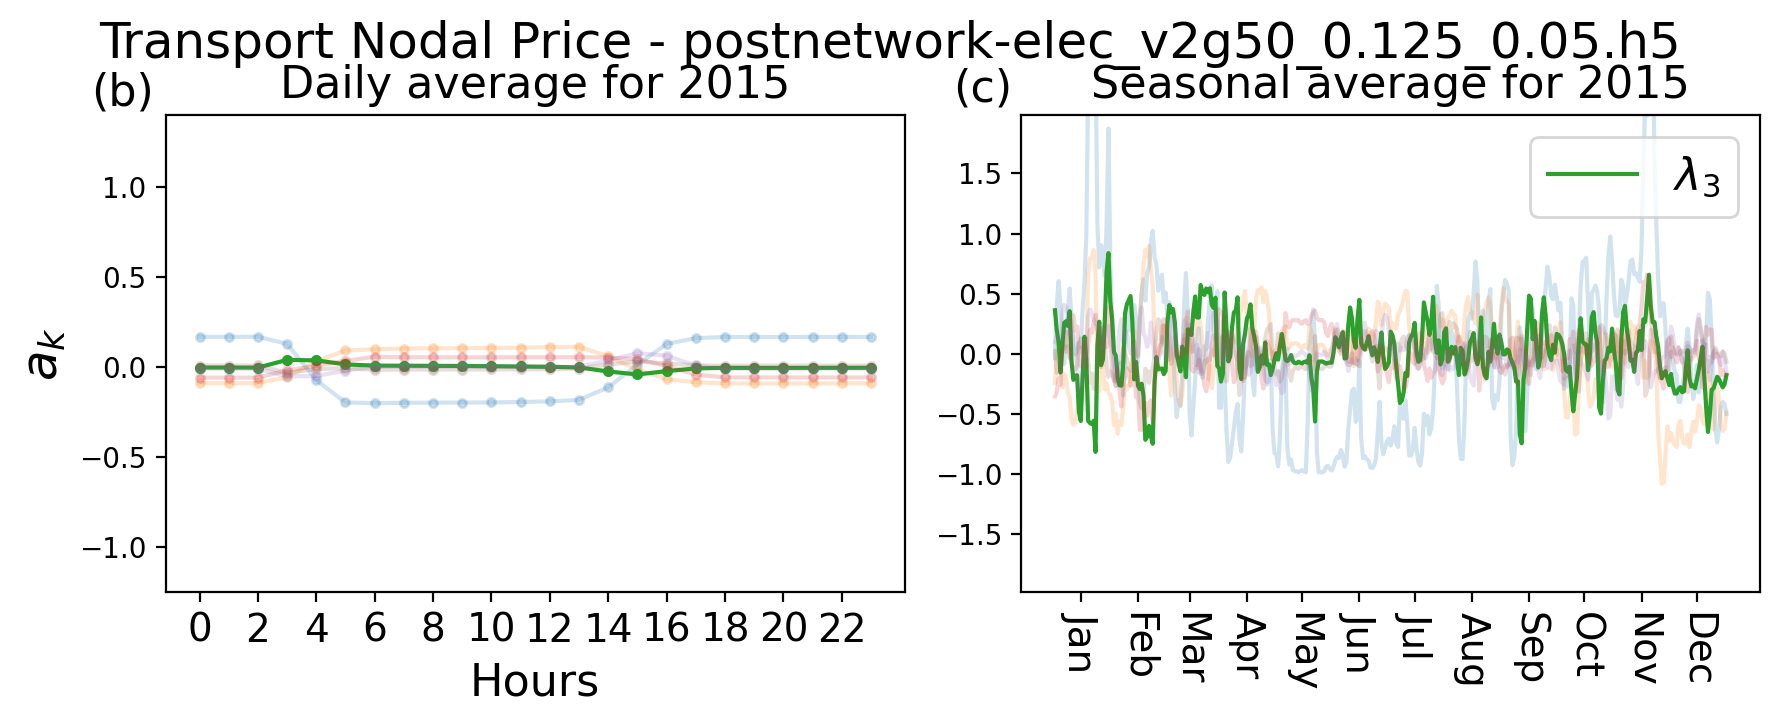 Transport Nodal Price - postnetwork-elec_v2g50_0.125_0.05.h5
(b) Daily average for 2015
1.0
0.5
0.0
−0.5
−1.0
aₖ
0 2 4 6 8 10 12 14 16 18 20 22
Hours
(c) Seasonal average for 2015
λ₃
1.5
1.0
0.5
0.0
−0.5
−1.0
−1.5
Jan Feb Mar Apr May Jun Jul Aug Sep Oct Nov Dec